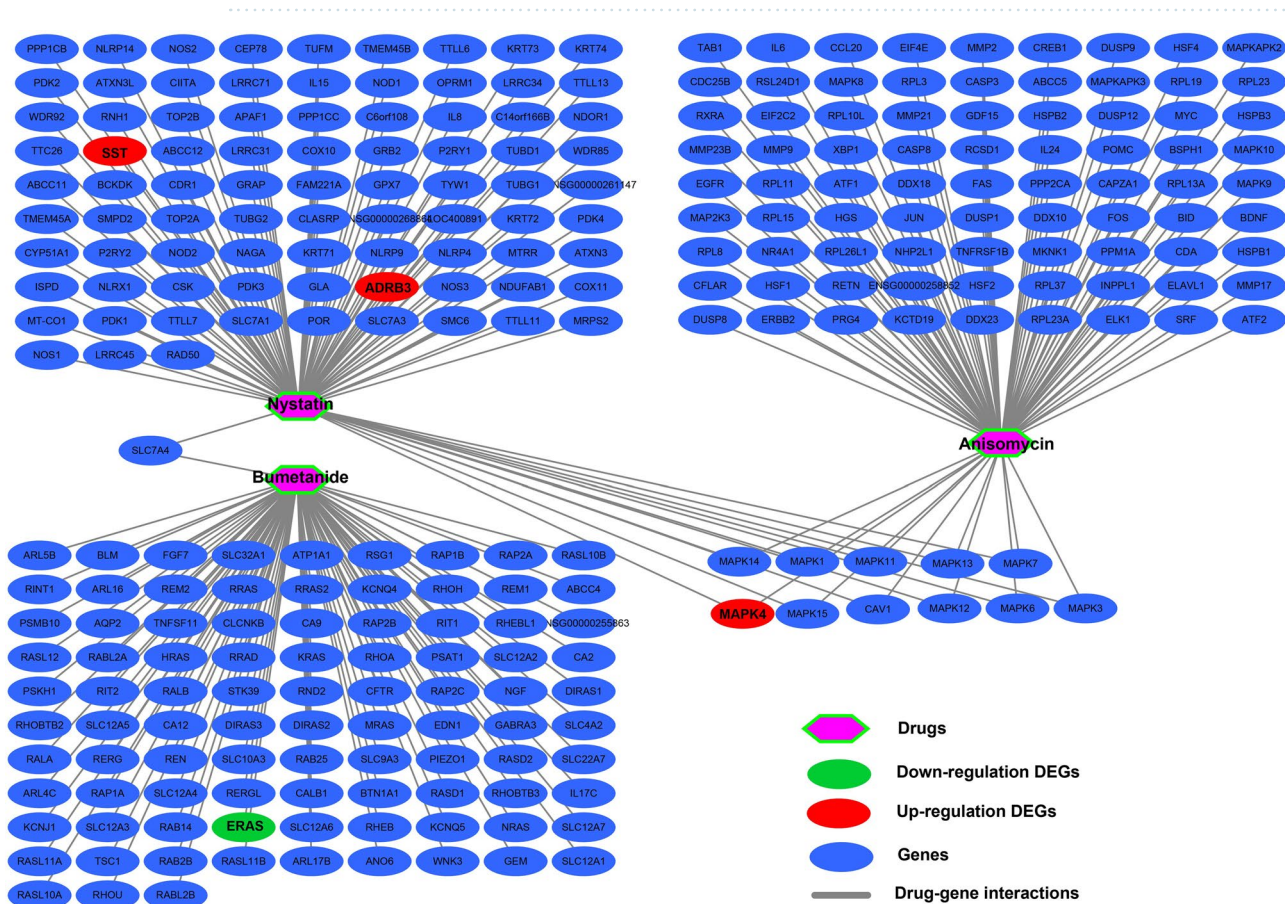 PPP1CB NLRP14 NOS2 CEP78 TUFM TMEM45B TTLL6 KRT73 KRT74
PDK2 ATXN3L CIITA LRRC71 IL15 NOD1 OPRM1 LRRC34 TTLL13
WDR92 RNH1 TOP2B APAF1 PPP1CC C6orf108 IL8 C14orf166B NDOR1
TTC26 SST ABCC12 LRRC31 COX10 GRB2 P2RY1 TUBD1 WDR85
ABCC11 BCKDK CDR1 GRAP FAM221A GPX7 TYW1 TUBG1 NSG00000261147
TMEM45A SMPD2 TOP2A TUBG2 CLASRP LOC400891 KRT72 PDK4
CYP51A1 P2RY2 NOD2 NAGA KRT71 NLRP9 NLRP4 MTRR ATXN3
ISPD NLRX1 CSK PDK3 GLA ADRB3 NOS3 NDUFAB1 COX11
MT-CO1 PDK1 TTLL7 SLC7A1 POR SLC7A3 SMC6 TTLL11 MRPS2
NOS1 LRRC45 RAD50
Nystatin
SLC7A4
Bumetanide
TAB1 IL6 CCL20 EIF4E MMP2 CREB1 DUSP9 HSF4 MAPKAPK2
CDC25B RSL24D1 MAPK8 RPL3 CASP3 ABCC5 MAPKAPK3 RPL19 RPL23
RXRA EIF2C2 RPL10L MMP21 GDF15 HSPB2 DUSP12 MYC HSPB3
MMP23B MMP9 XBP1 CASP8 RCSD1 IL24 POMC BSPH1 MAPK10
EGFR RPL11 ATF1 DDX18 FAS PPP2CA CAPZA1 RPL13A MAPK9
MAP2K3 RPL15 HGS JUN DUSP1 DDX10 FOS BID BDNF
RPL8 NR4A1 RPL26L1 NHP2L1 TNFRSF1B MKNK1 PPM1A CDA HSPB1
CFLAR HSF1 RETN ENSG00000258852 HSF2 RPL37 INPPL1 ELAVL1 MMP17
DUSP8 ERBB2 PRG4 KCTD19 DDX23 RPL23A ELK1 SRF ATF2
Anisomycin
MAPK14 MAPK1 MAPK11 MAPK13 MAPK7
MAPK4 MAPK15 CAV1 MAPK12 MAPK6 MAPK3
ARL5B BLM FGF7 SLC32A1 ATP1A1 RSG1 RAP1B RAP2A RASL10B
RINT1 ARL16 REM2 RRAS RRAS2 KCNQ4 RHOH REM1 ABCC4
PSMB10 AQP2 TNFSF11 CLCNKB CA9 RAP2B RIT1 RHEBL1 NSG00000255863
RASL12 RABL2A HRAS RRAD KRAS RHOA PSAT1 SLC12A2 CA2
PSKH1 RIT2 RALB STK39 RND2 CFTR RAP2C NGF DIRAS1
RHOBTB2 SLC12A5 CA12 DIRAS3 DIRAS2 MRAS EDN1 GABRA3 SLC4A2
RALA RERG REN SLC10A3 RAB25 SLC9A3 PIEZO1 RASD2 SLC22A7
ARL4C RAP1A SLC12A4 RERGL CALB1 BTN1A1 RASD1 RHOBTB3 IL17C
KCNJ1 SLC12A3 RAB14 ERAS SLC12A6 RHEB KCNQ5 NRAS SLC12A7
RASL11A TSC1 RAB2B RASL11B ARL17B ANO6 WNK3 GEM SLC12A1
RASL10A RHOU RABL2B
Drugs
Down-regulation DEGs
Up-regulation DEGs
Genes
Drug-gene interactions